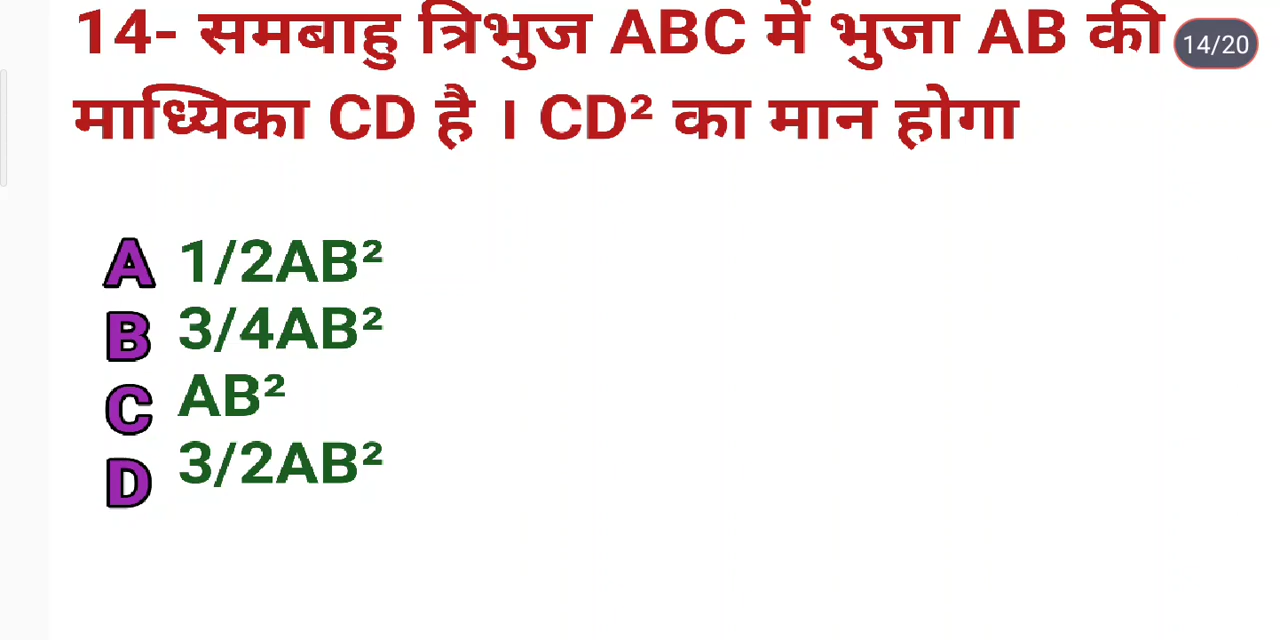 14- समबाहु त्रिभुज ABC में भुजा AB की
14/20
माध्यिका CD है । CD² का मान होगा
A 1/2AB²
B 3/4AB²
C AB²
D 3/2AB²